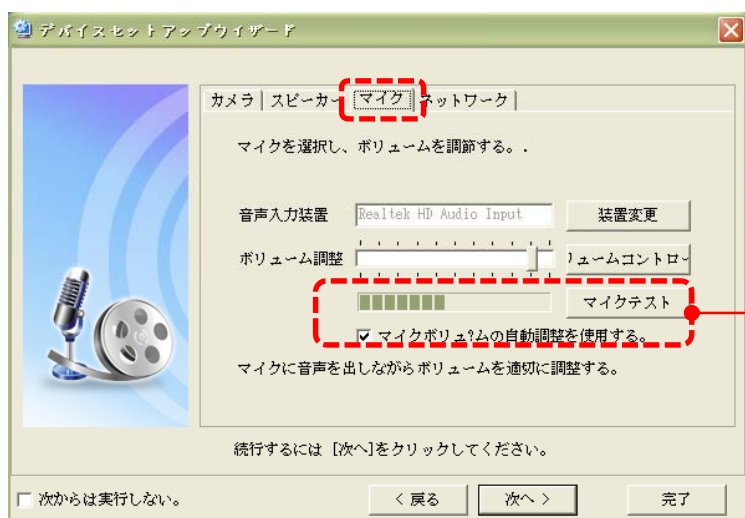 デバイスセットアップウィザード
カメラ スピーカー マイク ネットワーク
マイクを選択し、ボリュームを調節する。.
音声入力装置 Realtek HD Audio Input 装置変更
ボリューム調整 リュームコントロー
マイクテスト
マイクボリュ?ムの自動調整を使用する。
マイクに音声を出しながらボリュームを適切に調整する。
続行するには [次へ]をクリックしてください。
次からは実行しない。 < 戻る 次へ > 完了